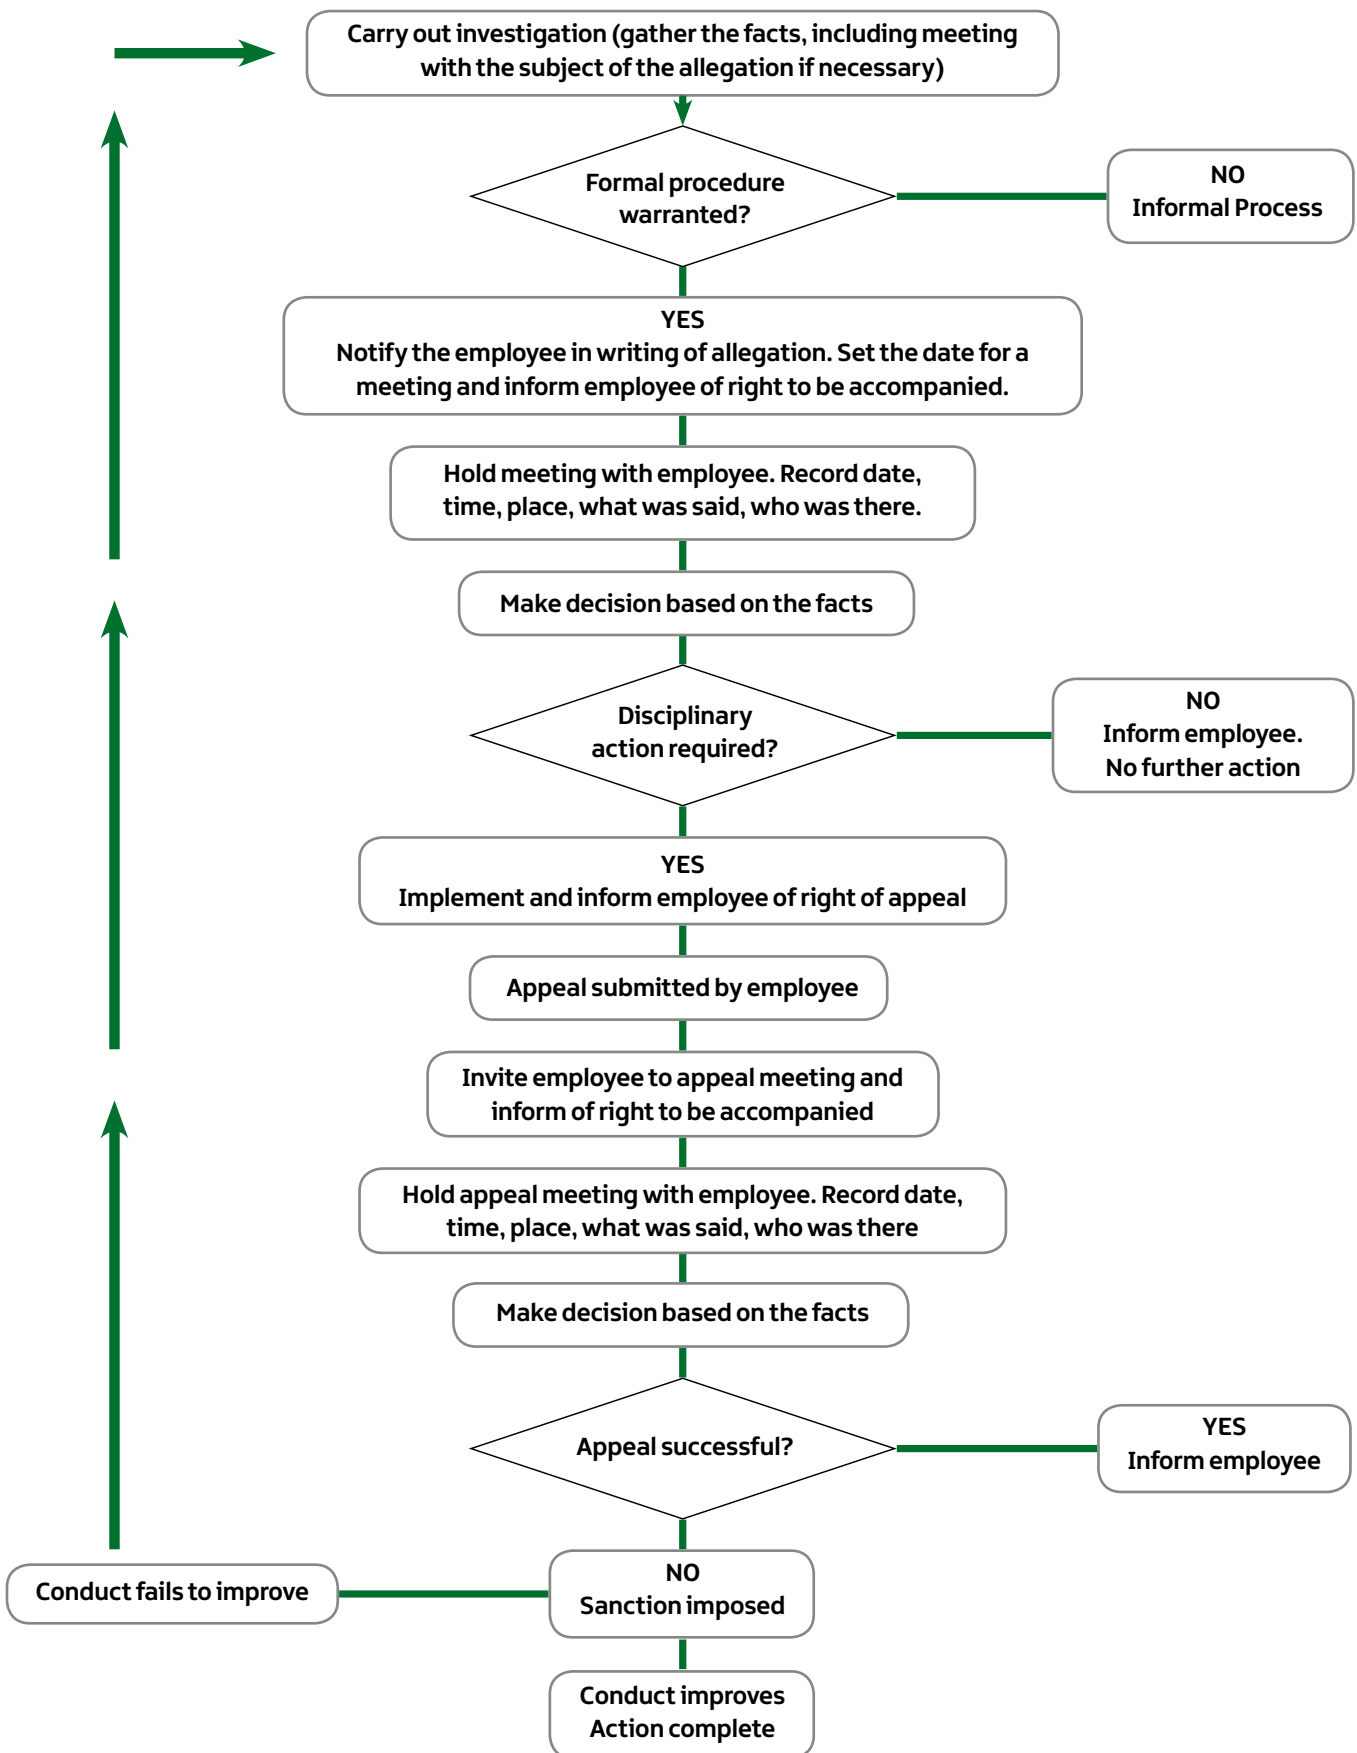 Carry out investigation (gather the facts, including meeting
with the subject of the allegation if necessary)
Formal procedure
warranted?
NO
Informal Process
YES
Notify the employee in writing of allegation. Set the date for a
meeting and inform employee of right to be accompanied.
Hold meeting with employee. Record date,
time, place, what was said, who was there.
Make decision based on the facts
Disciplinary
action required?
NO
Inform employee.
No further action
YES
Implement and inform employee of right of appeal
Appeal submitted by employee
Invite employee to appeal meeting and
inform of right to be accompanied
Hold appeal meeting with employee. Record date,
time, place, what was said, who was there
Make decision based on the facts
Appeal successful?
YES
Inform employee
NO
Sanction imposed
Conduct fails to improve
Conduct improves
Action complete